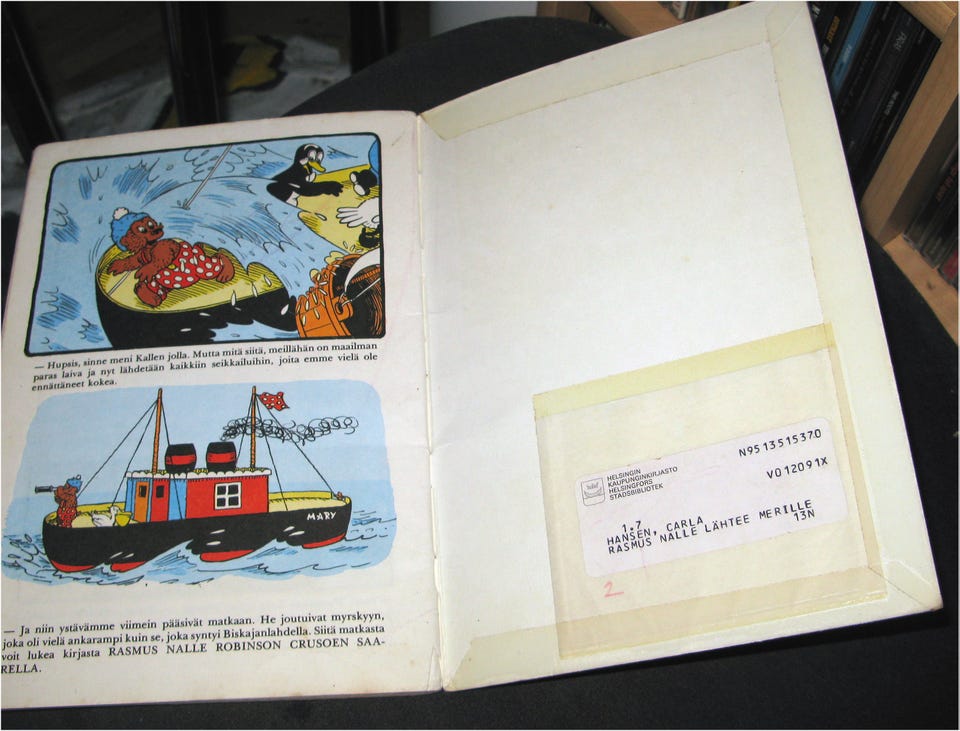 — Hupsis, sinne meni Kallen jolla. Mutta mitä siitä, meillähän on maailman
paras laiva ja nyt lähdetään kaikkiin seikkailuihin, joita emme vielä ole
ennättäneet kokea.
MARY
— Ja niin ystävämme viimein pääsivät matkaan. He joutuivat myrskyyn,
joka oli vielä ankarampi kuin se, joka syntyi Biskajanlahdella. Siitä matkasta
voit lukea kirjasta RASMUS NALLE ROBINSON CRUSOEN SAA-
RELLA.
HELSINGIN
KAUPUNGINKIRJASTO
HELSINGFORS
STADSBIBLIOTEK
N951351537D
V012091X
1.7
HANSEN, CARLA
RASMUS NALLE LÄHTEE MERILLE
13N
2